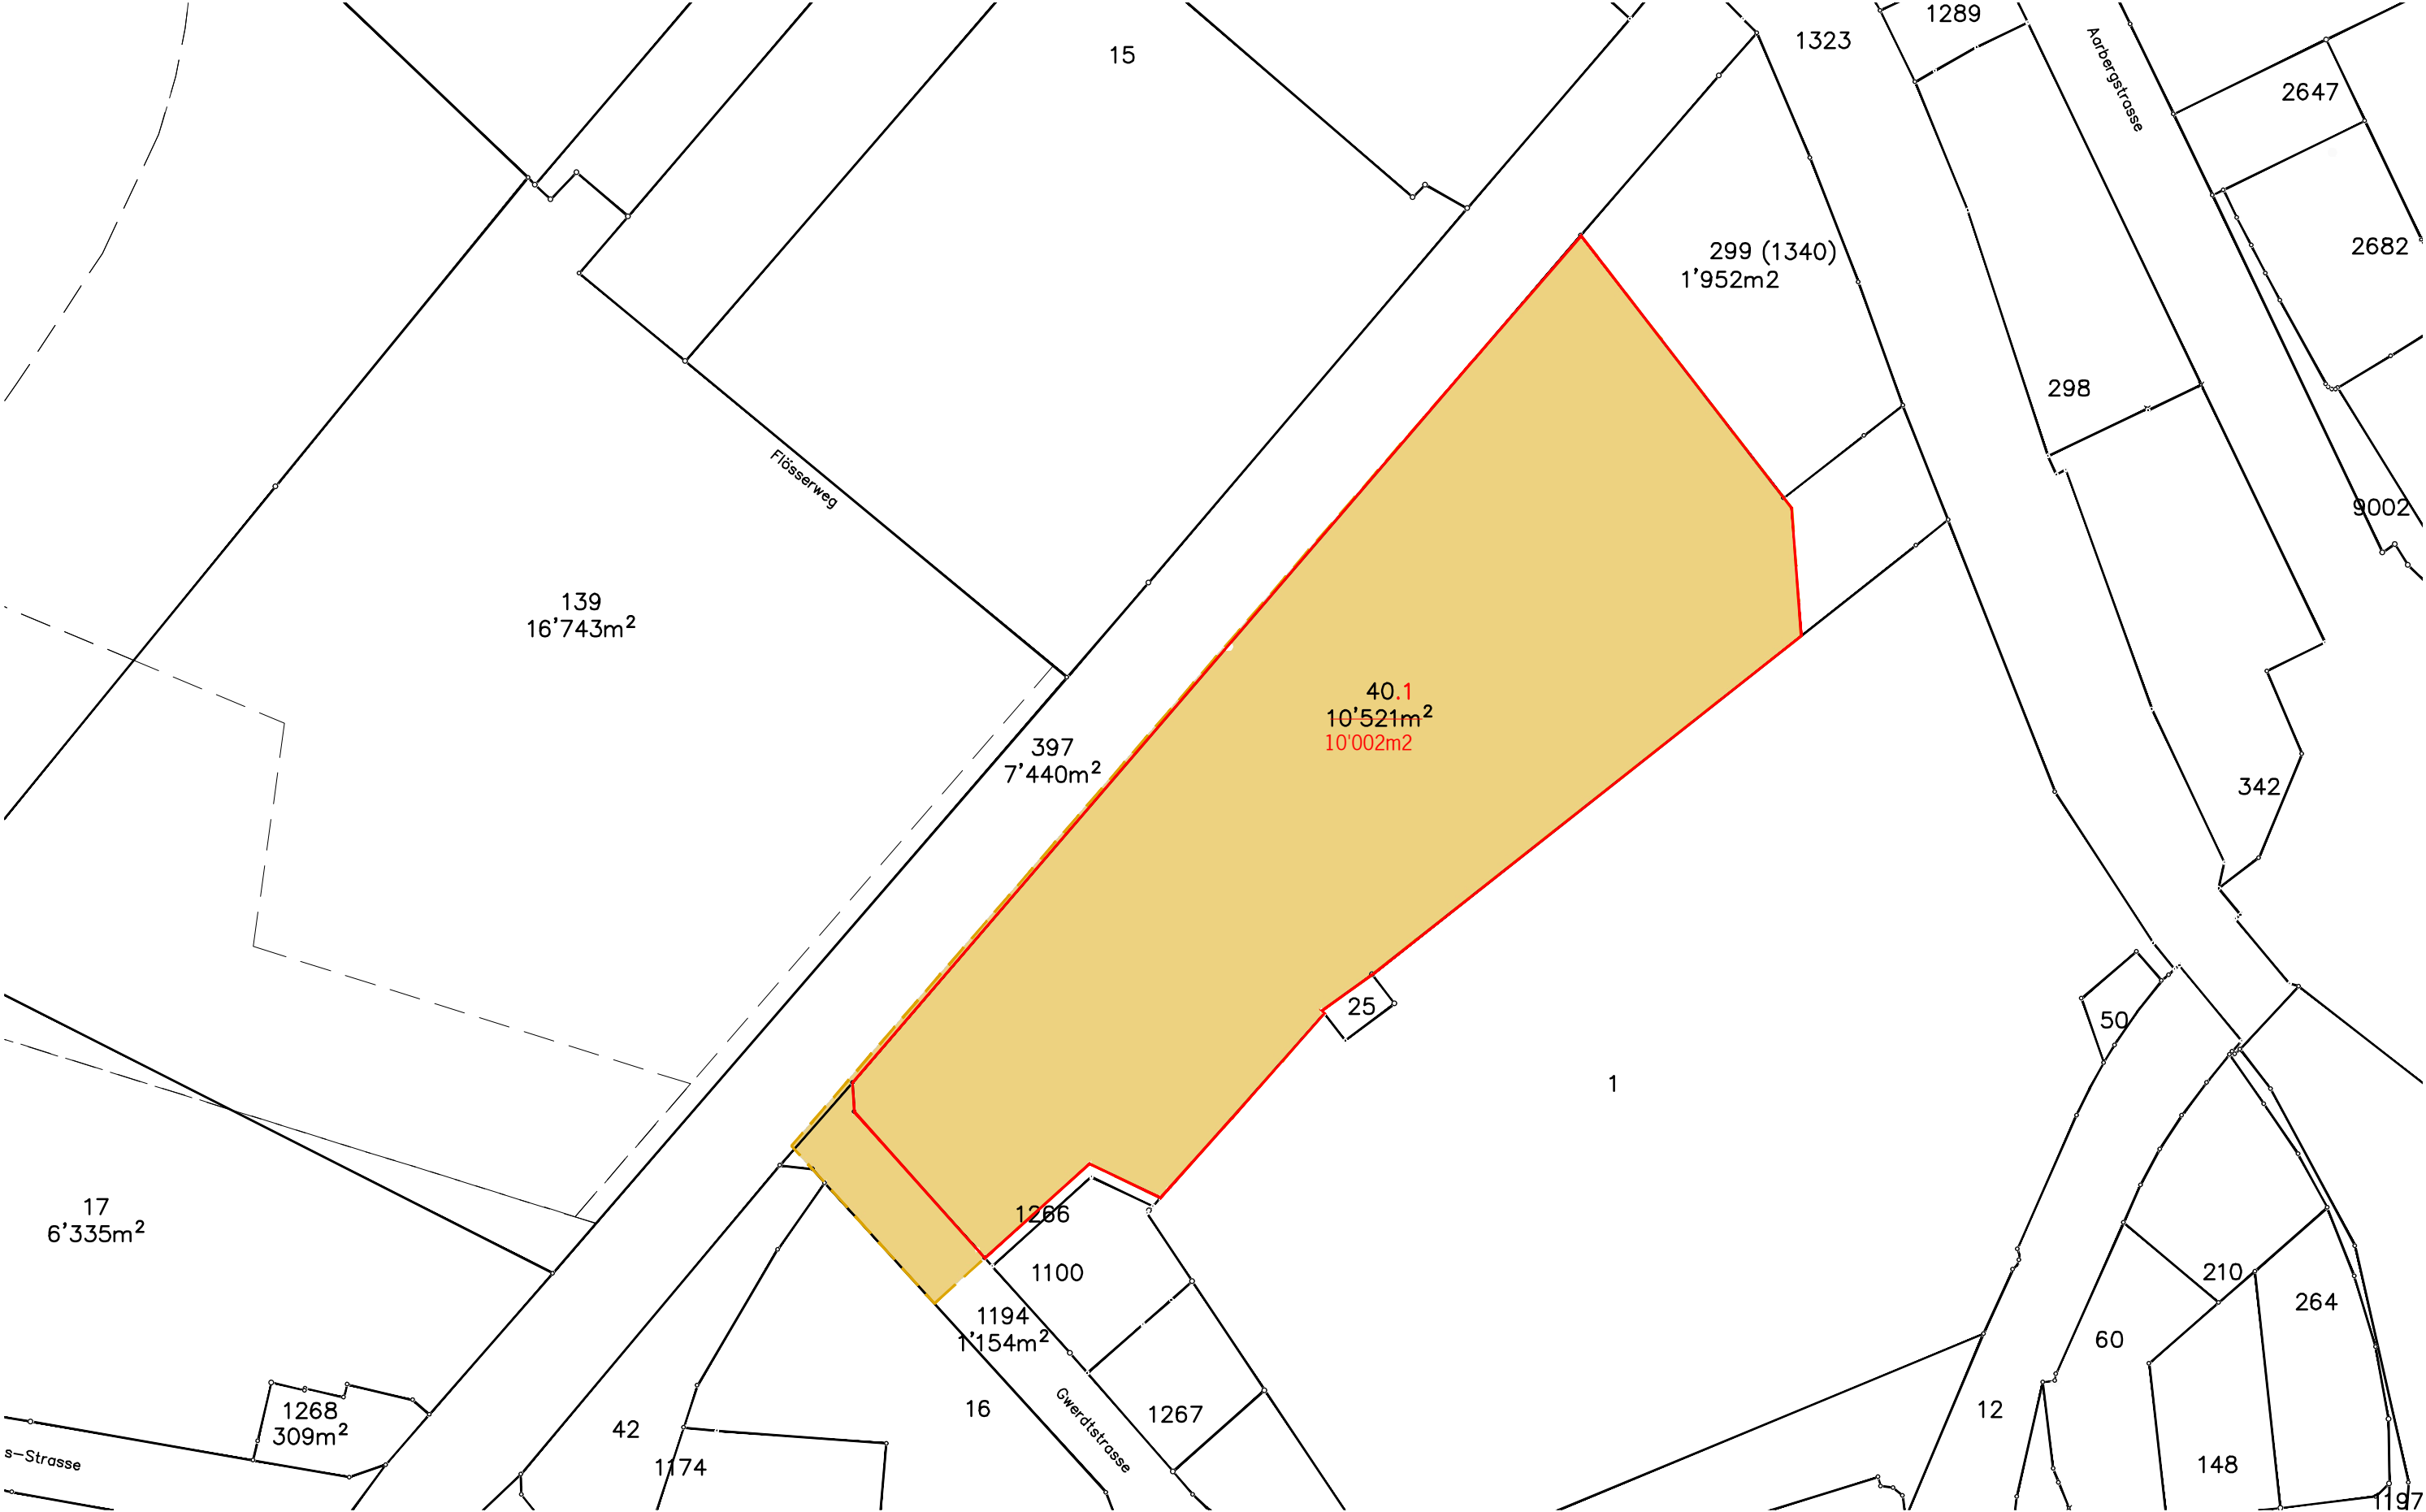 1289
1323
15
Aarbergstrasse
2647
299 (1340)
1'952m2
2682
298
Flösserweg
9002
139
16'743m²
40.1
10'521m²
10'002m2
397
7'440m²
342
25
50
1
17
6'335m²
1266
1100
210
264
1194
1'154m²
60
1268
309m²
16
Gwerdtstrasse
1267
12
42
s-Strasse
1174
148
1197